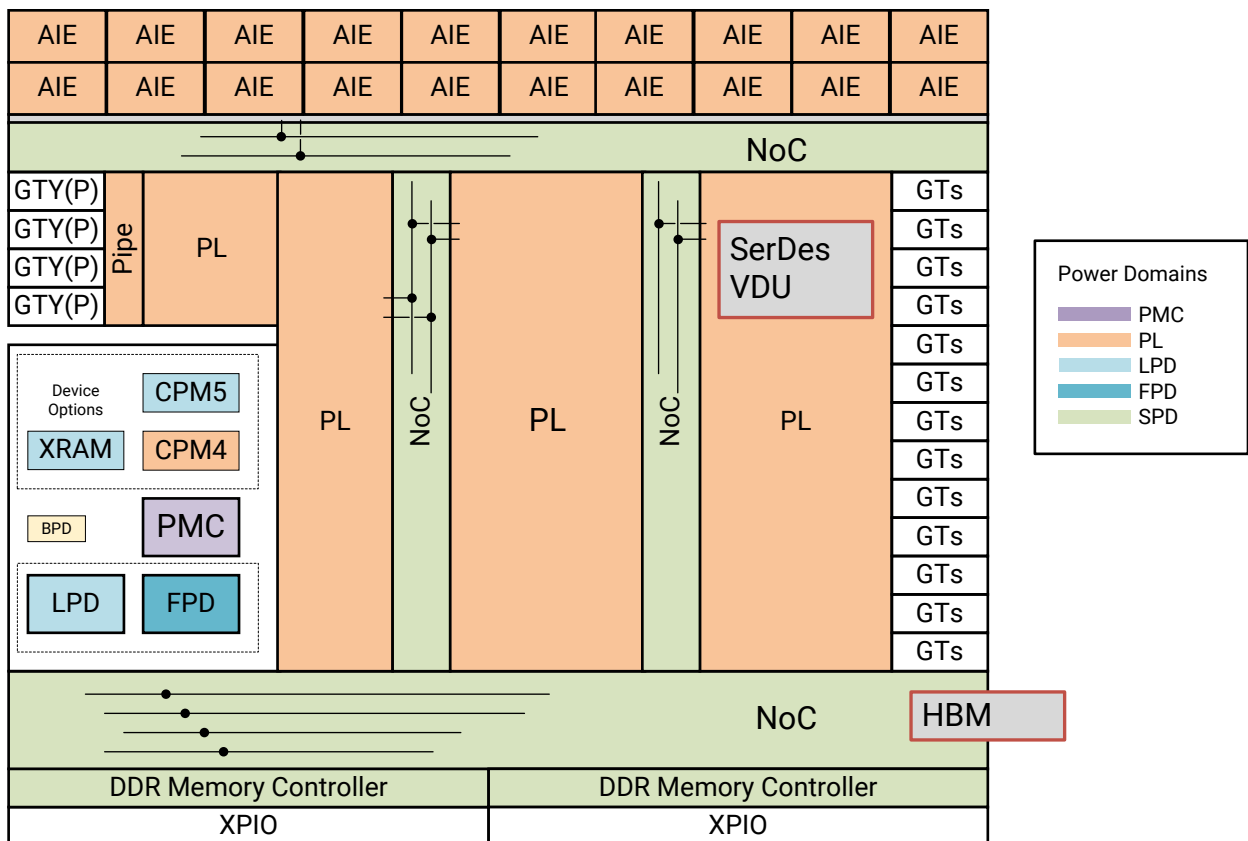 AIE AIE AIE AIE AIE AIE AIE AIE AIE AIE
AIE AIE AIE AIE AIE AIE AIE AIE AIE AIE
NoC
GTY(P)
GTY(P)
GTY(P)
GTY(P)
Pipe
PL
PL
NoC
PL
NoC
PL
SerDes
VDU
GTs
GTs
GTs
GTs
GTs
GTs
GTs
GTs
GTs
GTs
GTs
GTs
GTs
Device
Options
CPM5
XRAM
CPM4
BPD
PMC
LPD
FPD
NoC
HBM
DDR Memory Controller
DDR Memory Controller
XPIO
XPIO
Power Domains
PMC
PL
LPD
FPD
SPD